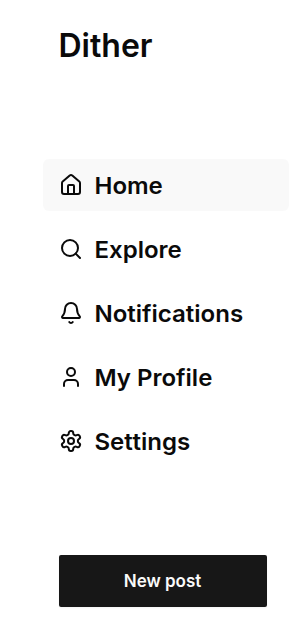 Dither
Home
Explore
Notifications
My Profile
Settings
New post